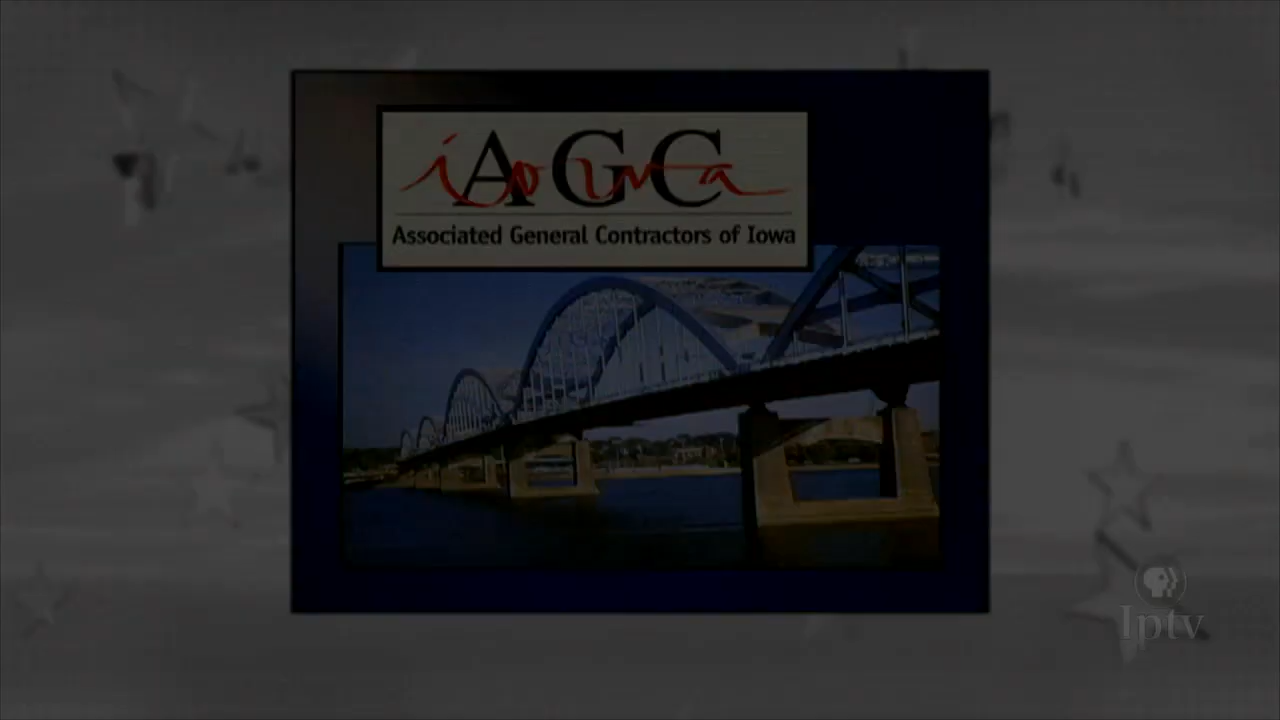 AGC
iowa
Associated General Contractors of Iowa
Iptv